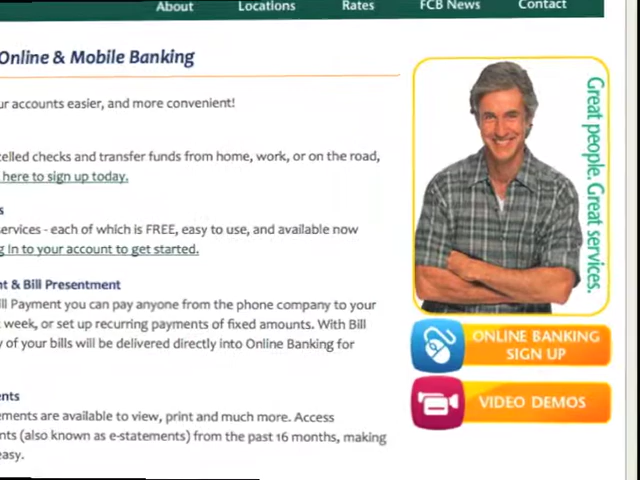 About Locations Rates FCB News Contact
Online & Mobile Banking
ur accounts easier, and more convenient!
elled checks and transfer funds from home, work, or on the road,
here to sign up today.
s
ervices - each of which is FREE, easy to use, and available now
g In to your account to get started.
t & Bill Presentment
ill Payment you can pay anyone from the phone company to your
week, or set up recurring payments of fixed amounts. With Bill
y of your bills will be delivered directly into Online Banking for
nts
ements are available to view, print and much more. Access
nts (also known as e-statements) from the past 16 months, making
easy.
Great people. Great services.
ONLINE BANKING
SIGN UP
VIDEO DEMOS